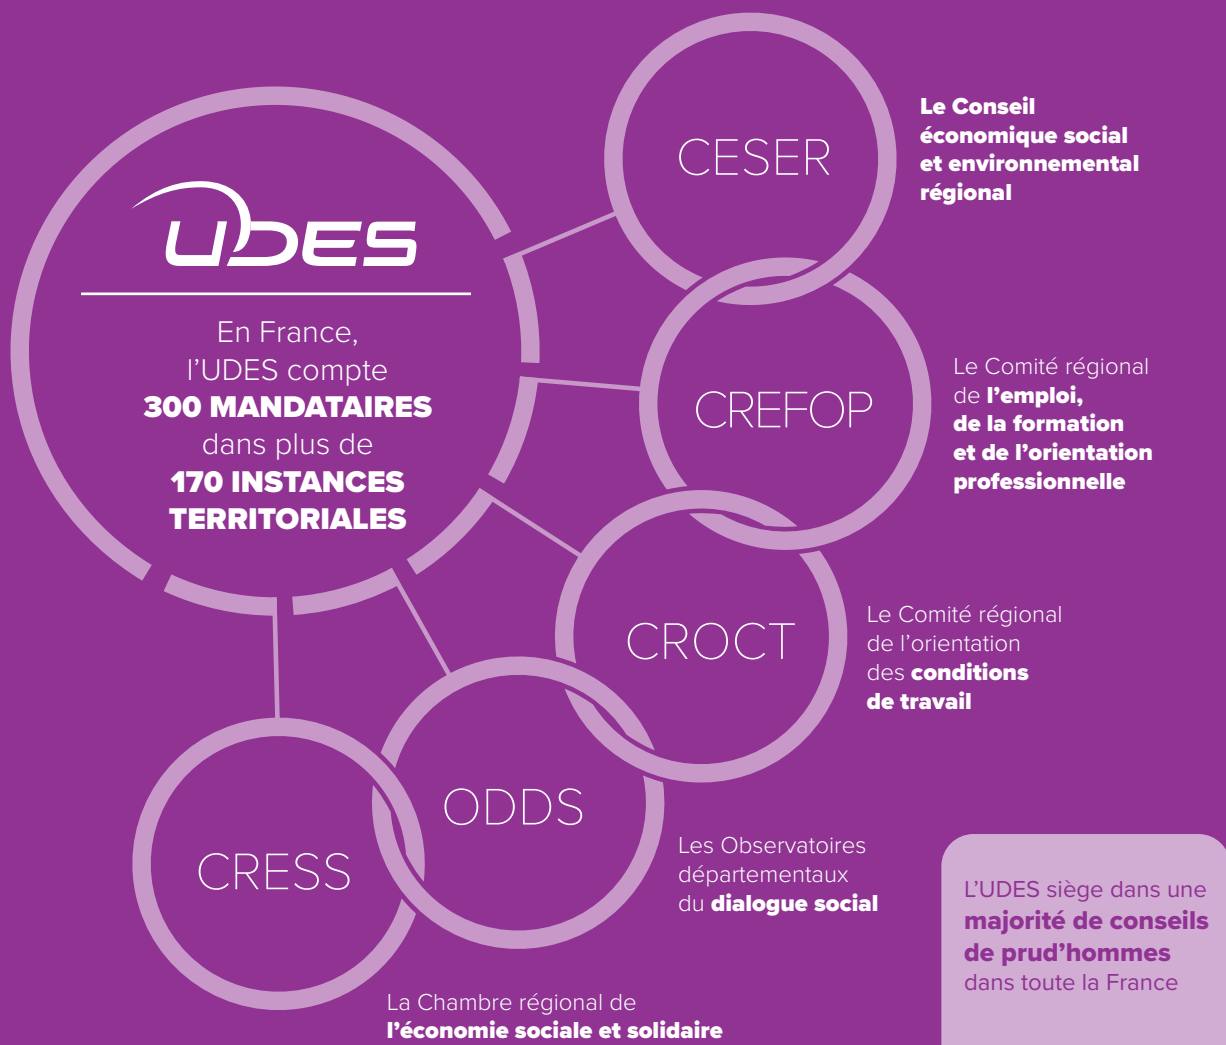 UDES
En France,
l'UDES compte
300 MANDATAIRES
dans plus de
170 INSTANCES
TERRITORIALES
CESER
Le Conseil
économique social
et environnemental
régional
CREFOP
Le Comité régional
de l'emploi,
de la formation
et de l'orientation
professionnelle
CROCT
Le Comité régional
de l'orientation
des conditions
de travail
ODDS
Les Observatoires
départementaux
du dialogue social
CRESS
La Chambre régional de
l'économie sociale et solidaire
L'UDES siège dans une
majorité de conseils
de prud'hommes
dans toute la France